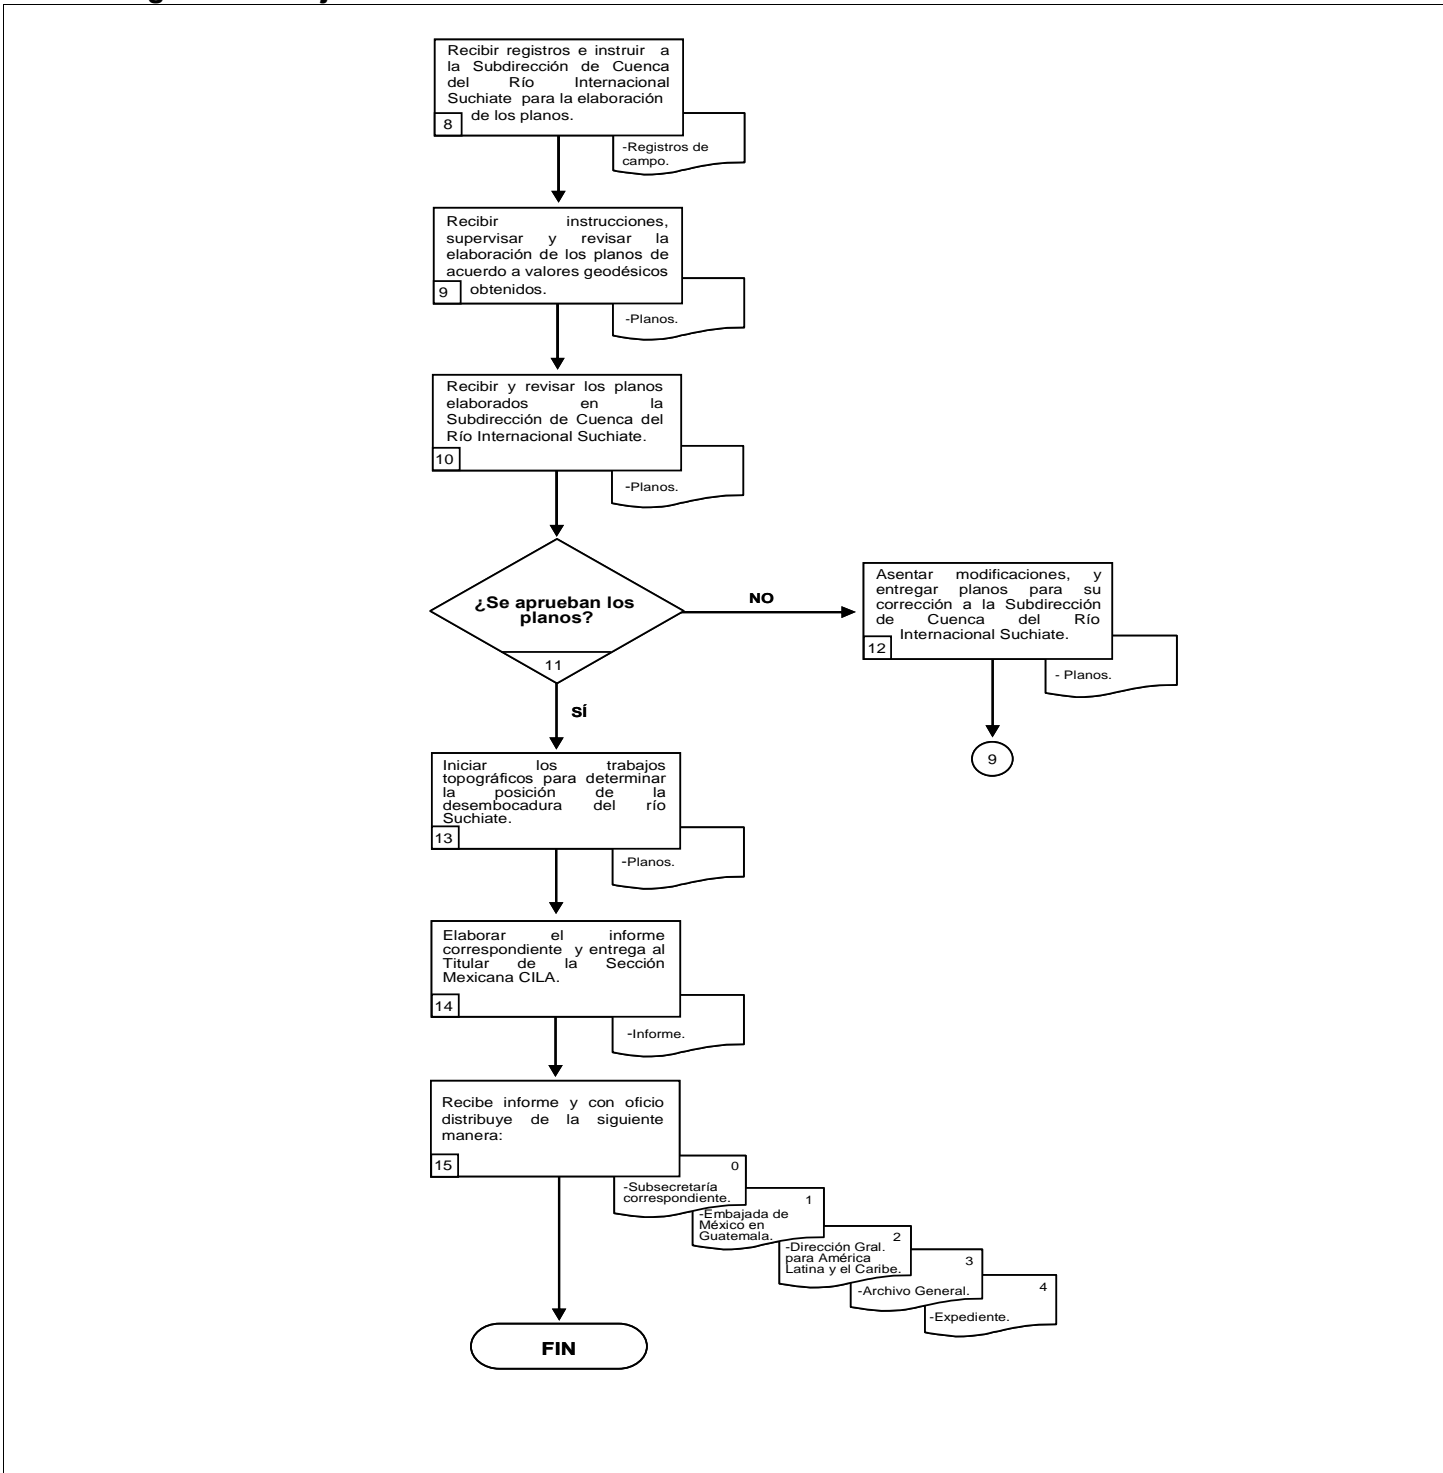 Recibir registros e instruir a
la Subdirección de Cuenca
del Río Internacional
Suchiate para la elaboración
de los planos.
8
-Registros de
campo.
Recibir instrucciones,
supervisar y revisar la
elaboración de los planos de
acuerdo a valores geodésicos
obtenidos.
9
-Planos.
Recibir y revisar los planos
elaborados en la
Subdirección de Cuenca del
Río Internacional Suchiate.
10
-Planos.
¿Se aprueban los
planos?
11
NO
Asentar modificaciones, y
entregar planos para su
corrección a la Subdirección
de Cuenca del Río
Internacional Suchiate.
12
- Planos.
9
SÍ
Iniciar los trabajos
topográficos para determinar
la posición de la
desembocadura del río
Suchiate.
13
-Planos.
Elaborar el informe
correspondiente y entrega al
Titular de la Sección
Mexicana CILA.
14
-Informe.
Recibe informe y con oficio
distribuye de la siguiente
manera:
15
0
-Subsecretaría
correspondiente.
1
-Embajada de
México en
Guatemala.
2
-Dirección Gral.
para América
Latina y el Caribe.
3
-Archivo General.
4
-Expediente.
FIN